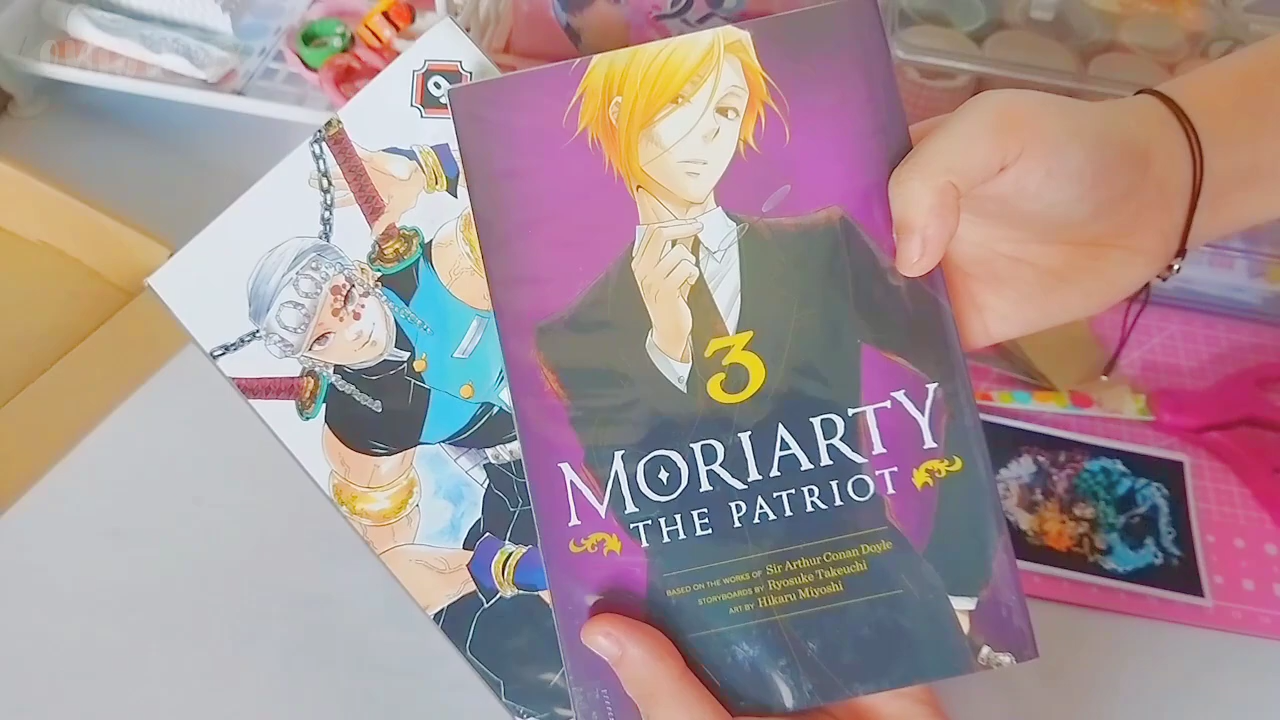 9
3
MORIARTY
THE PATRIOT
BASED ON THE WORKS OF Sir Arthur Conan Doyle
STORYBOARDS BY Ryosuke Takeuchi
ART BY Hikaru Miyoshi